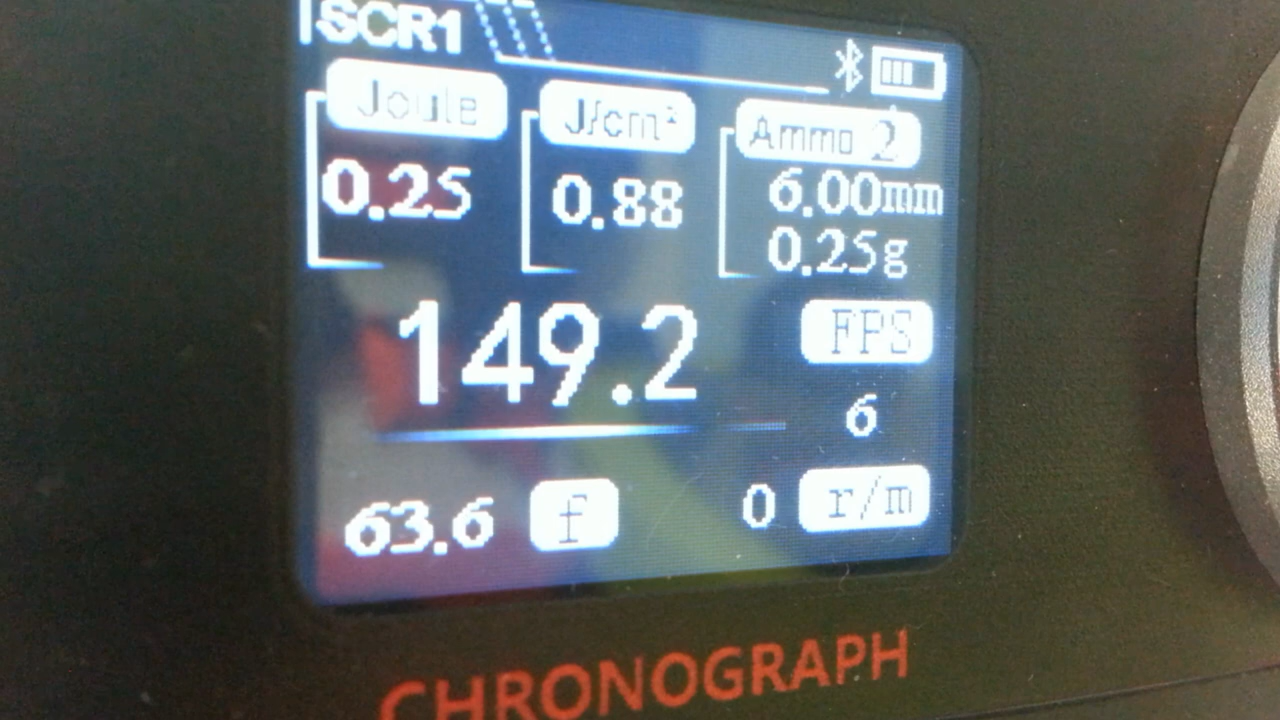 SCR1
Joule J/cm² Ammo 2
0.25 0.88 6.00mm
0.25g
149.2 FPS
6
63.6 f 0 r/m
CHRONOGRAPH